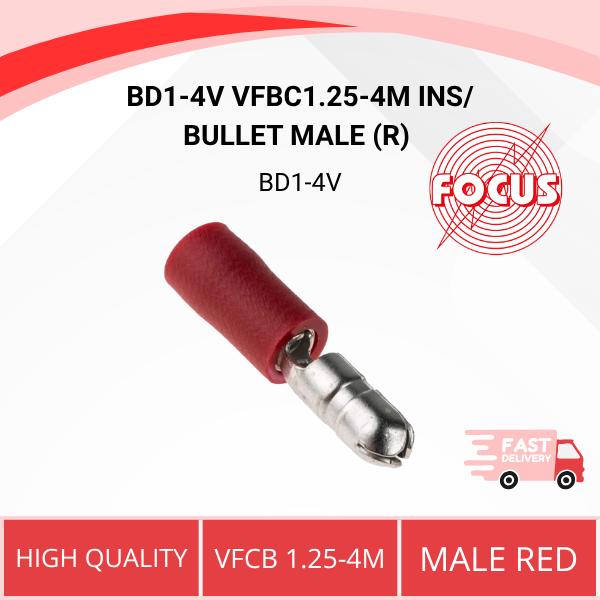 BD1-4V VFBC1.25-4M INS/
BULLET MALE (R)
BD1-4V
FOCUS
FAST
DELIVERY
HIGH QUALITY
VFCB 1.25-4M
MALE RED